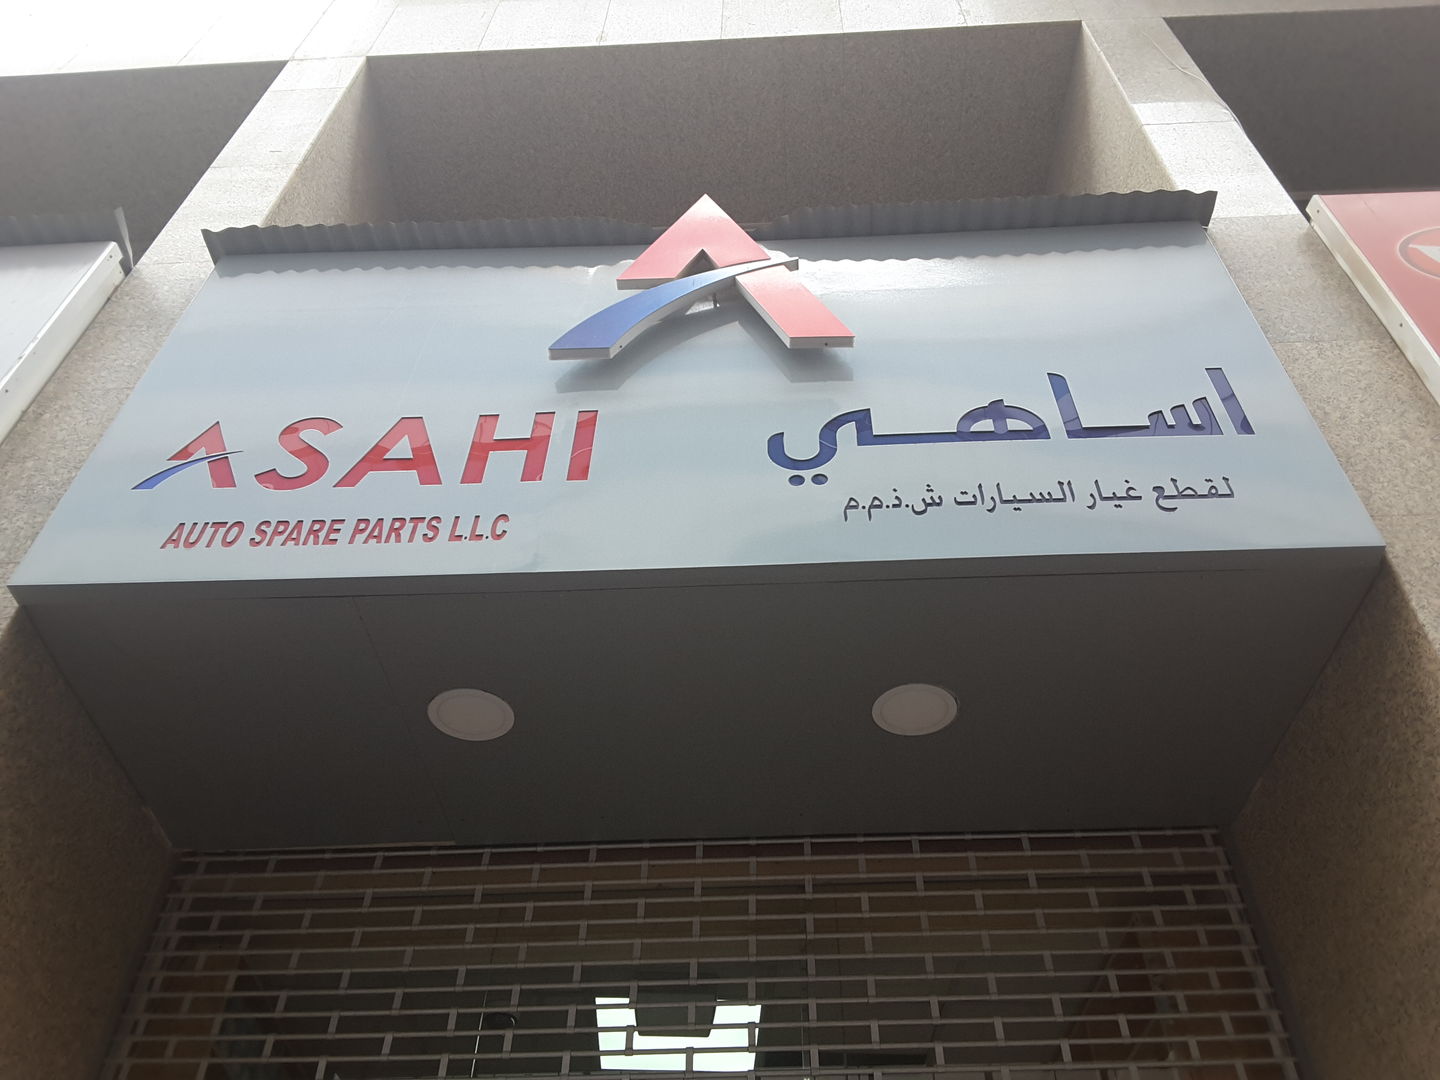 ASAHI
AUTO SPARE PARTS L.L.C
اساهي
لقطع غيار السيارات ش.ذ.م.م